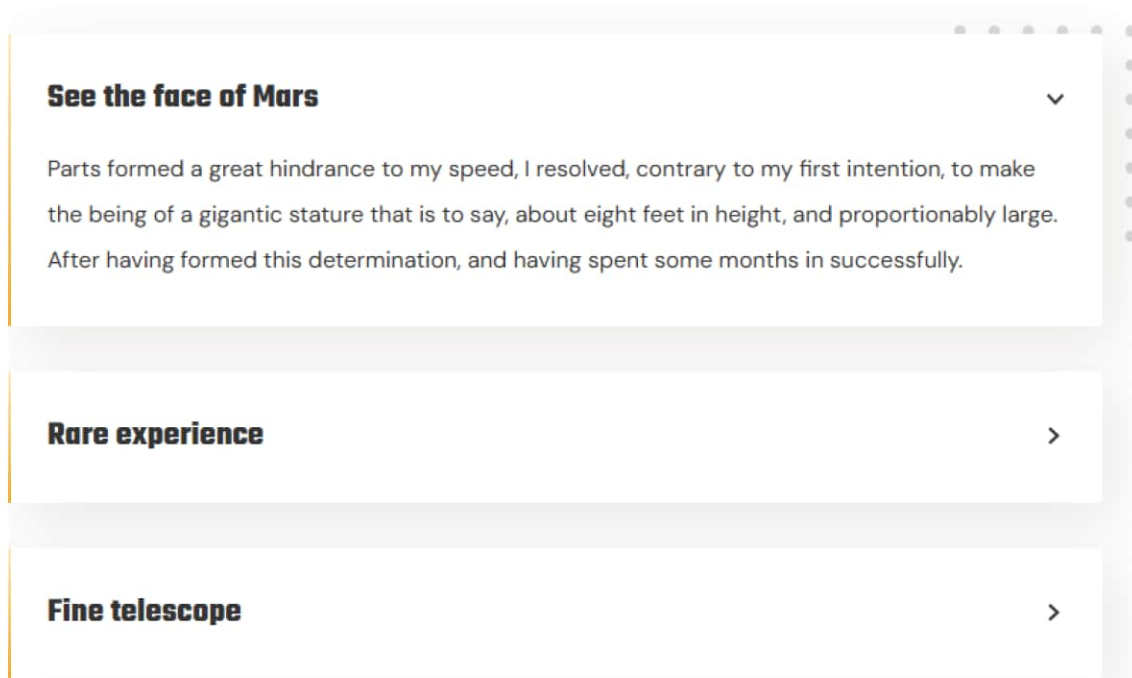 See the face of Mars
Parts formed a great hindrance to my speed, I resolved, contrary to my first intention, to make
the being of a gigantic stature that is to say, about eight feet in height, and proportionably large.
After having formed this determination, and having spent some months in successfully.
Rare experience
Fine telescope